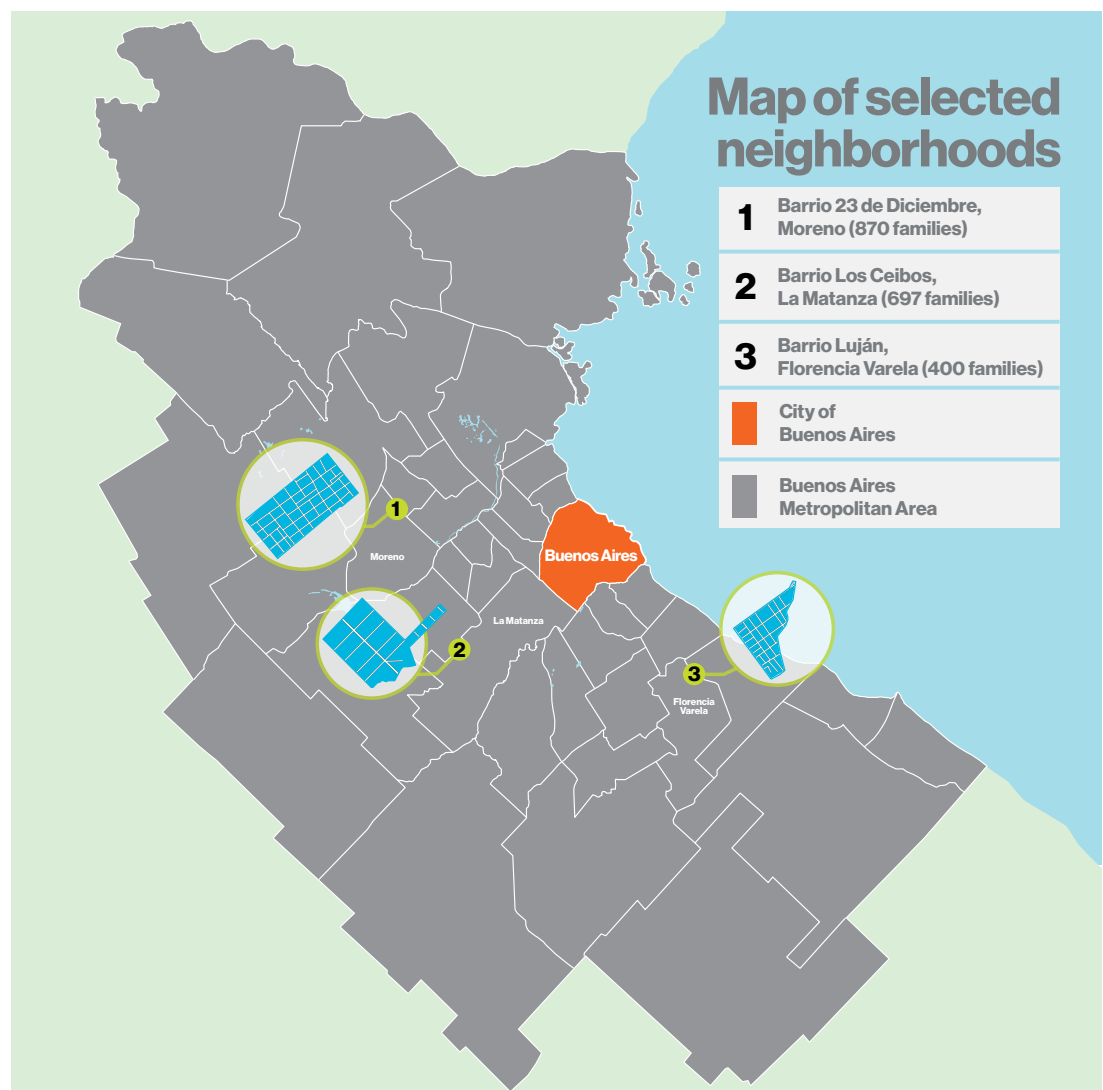 Map of selected
neighborhoods
1
Barrio 23 de Diciembre,
Moreno (870 families)
2
Barrio Los Ceibos,
La Matanza (697 families)
3
Barrio Luján,
Florencia Varela (400 families)
City of
Buenos Aires
Buenos Aires
Metropolitan Area
1
Moreno
Buenos Aires
La Matanza
2
3
Florencia
Varela